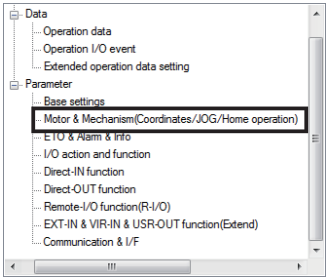 Data
Operation data
Operation I/O event
Extended operation data setting
Parameter
Base settings
Motor & Mechanism(Coordinates/JOG/Home operation)
ETO & Alarm & Info
I/O action and function
Direct-IN function
Direct-OUT function
Remote-I/O function(R-I/O)
EXT-IN & VIR-IN & USR-OUT function(Extend)
Communication & I/F